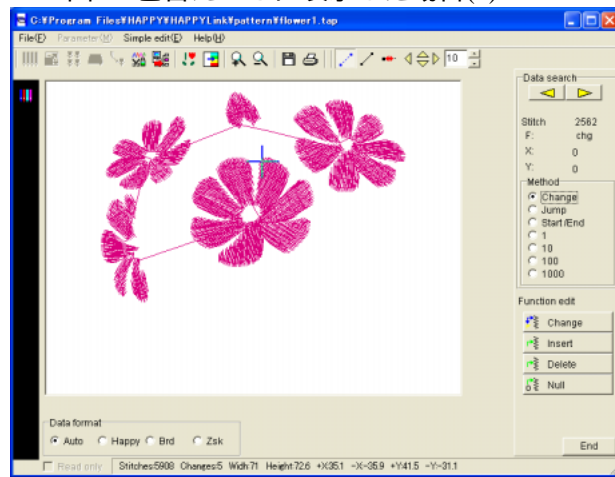 C:¥Program Files¥HAPPY¥HAPPYLink¥pattern¥flower1.tap
File(F) Parameter(M) Simple edit(E) Help(H)
10
Data search
Stitch 2562
F: chg
X: 0
Y: 0
Method
Change
Jump
Start/End
1
10
100
1000
Function edit
Change
Insert
Delete
Null
Data format
Auto Happy Brd Zsk
End
Read only Stitches:5908 Changes:5 Widh:71 Height:72.6 +X:35.1 -X:-35.9 +Y:41.5 -Y:-31.1